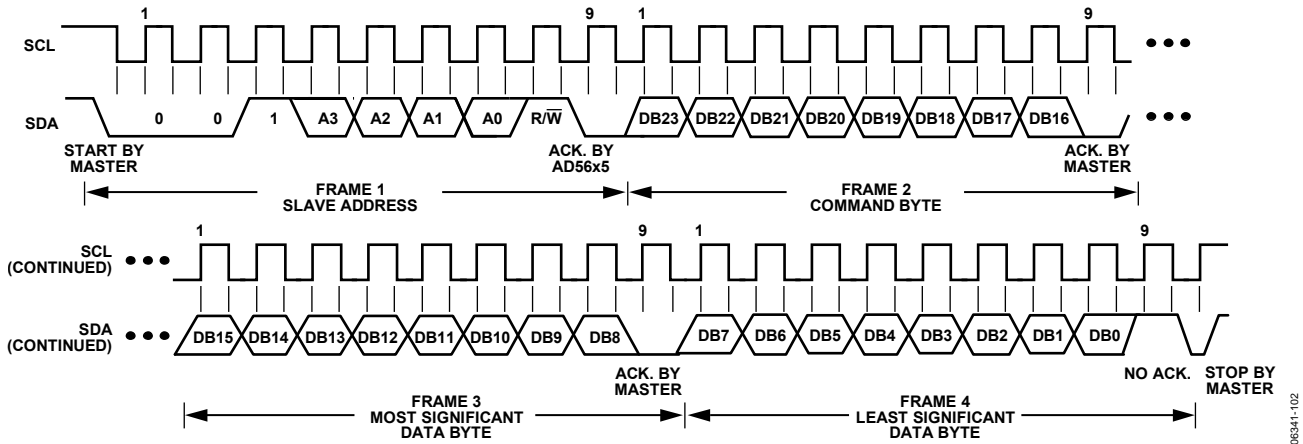 1 9 1 9
SCL
SDA
0 0 1 A3 A2 A1 A0 R/W̅ DB23 DB22 DB21 DB20 DB19 DB18 DB17 DB16
START BY
MASTER
ACK. BY
AD56x5
ACK. BY
MASTER
FRAME 1
SLAVE ADDRESS
FRAME 2
COMMAND BYTE
1 9 1 9
SCL
(CONTINUED)
SDA
(CONTINUED)
DB15 DB14 DB13 DB12 DB11 DB10 DB9 DB8 DB7 DB6 DB5 DB4 DB3 DB2 DB1 DB0
ACK. BY
MASTER
NO ACK.
STOP BY
MASTER
FRAME 3
MOST SIGNIFICANT
DATA BYTE
FRAME 4
LEAST SIGNIFICANT
DATA BYTE
06341-102